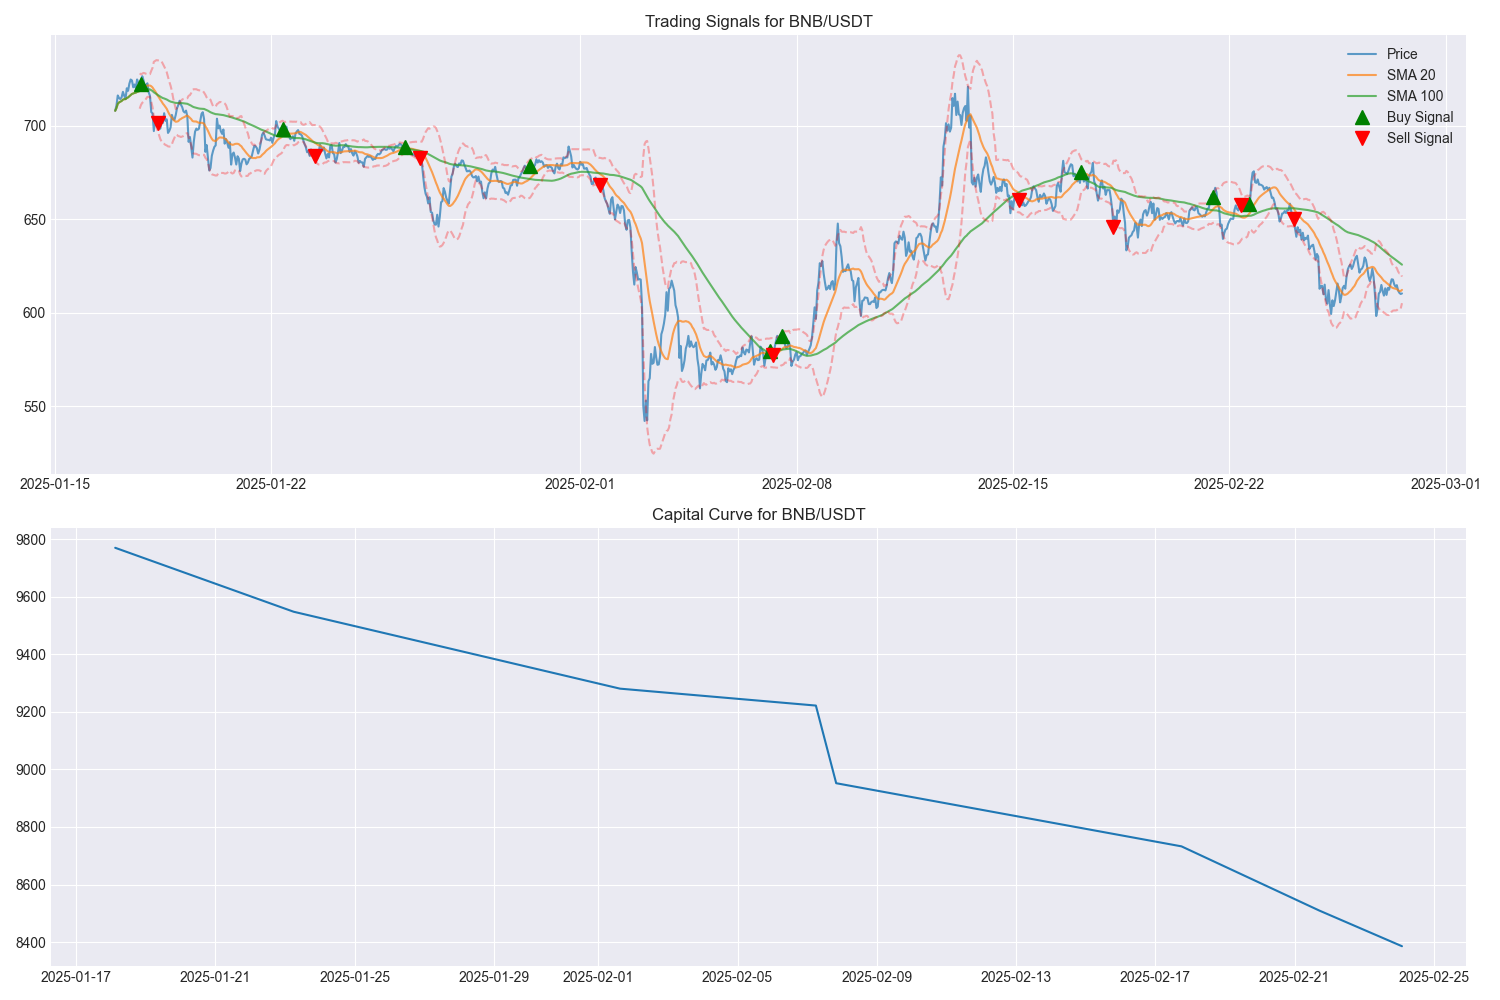 Trading Signals for BNB/USDT
Price
SMA 20
SMA 100
Buy Signal
Sell Signal
700
650
600
550
2025-01-15 2025-01-22 2025-02-01 2025-02-08 2025-02-15 2025-02-22 2025-03-01
Capital Curve for BNB/USDT
9800
9600
9400
9200
9000
8800
8600
8400
2025-01-17 2025-01-21 2025-01-25 2025-01-29 2025-02-01 2025-02-05 2025-02-09 2025-02-13 2025-02-17 2025-02-21 2025-02-25